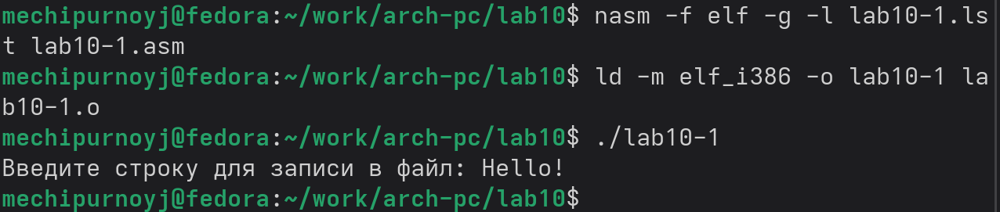 mechipurnoyj@fedora:~/work/arch-pc/lab10$ nasm -f elf -g -l lab10-1.ls
t lab10-1.asm
mechipurnoyj@fedora:~/work/arch-pc/lab10$ ld -m elf_i386 -o lab10-1 la
b10-1.o
mechipurnoyj@fedora:~/work/arch-pc/lab10$ ./lab10-1
Введите строку для записи в файл: Hello!
mechipurnoyj@fedora:~/work/arch-pc/lab10$